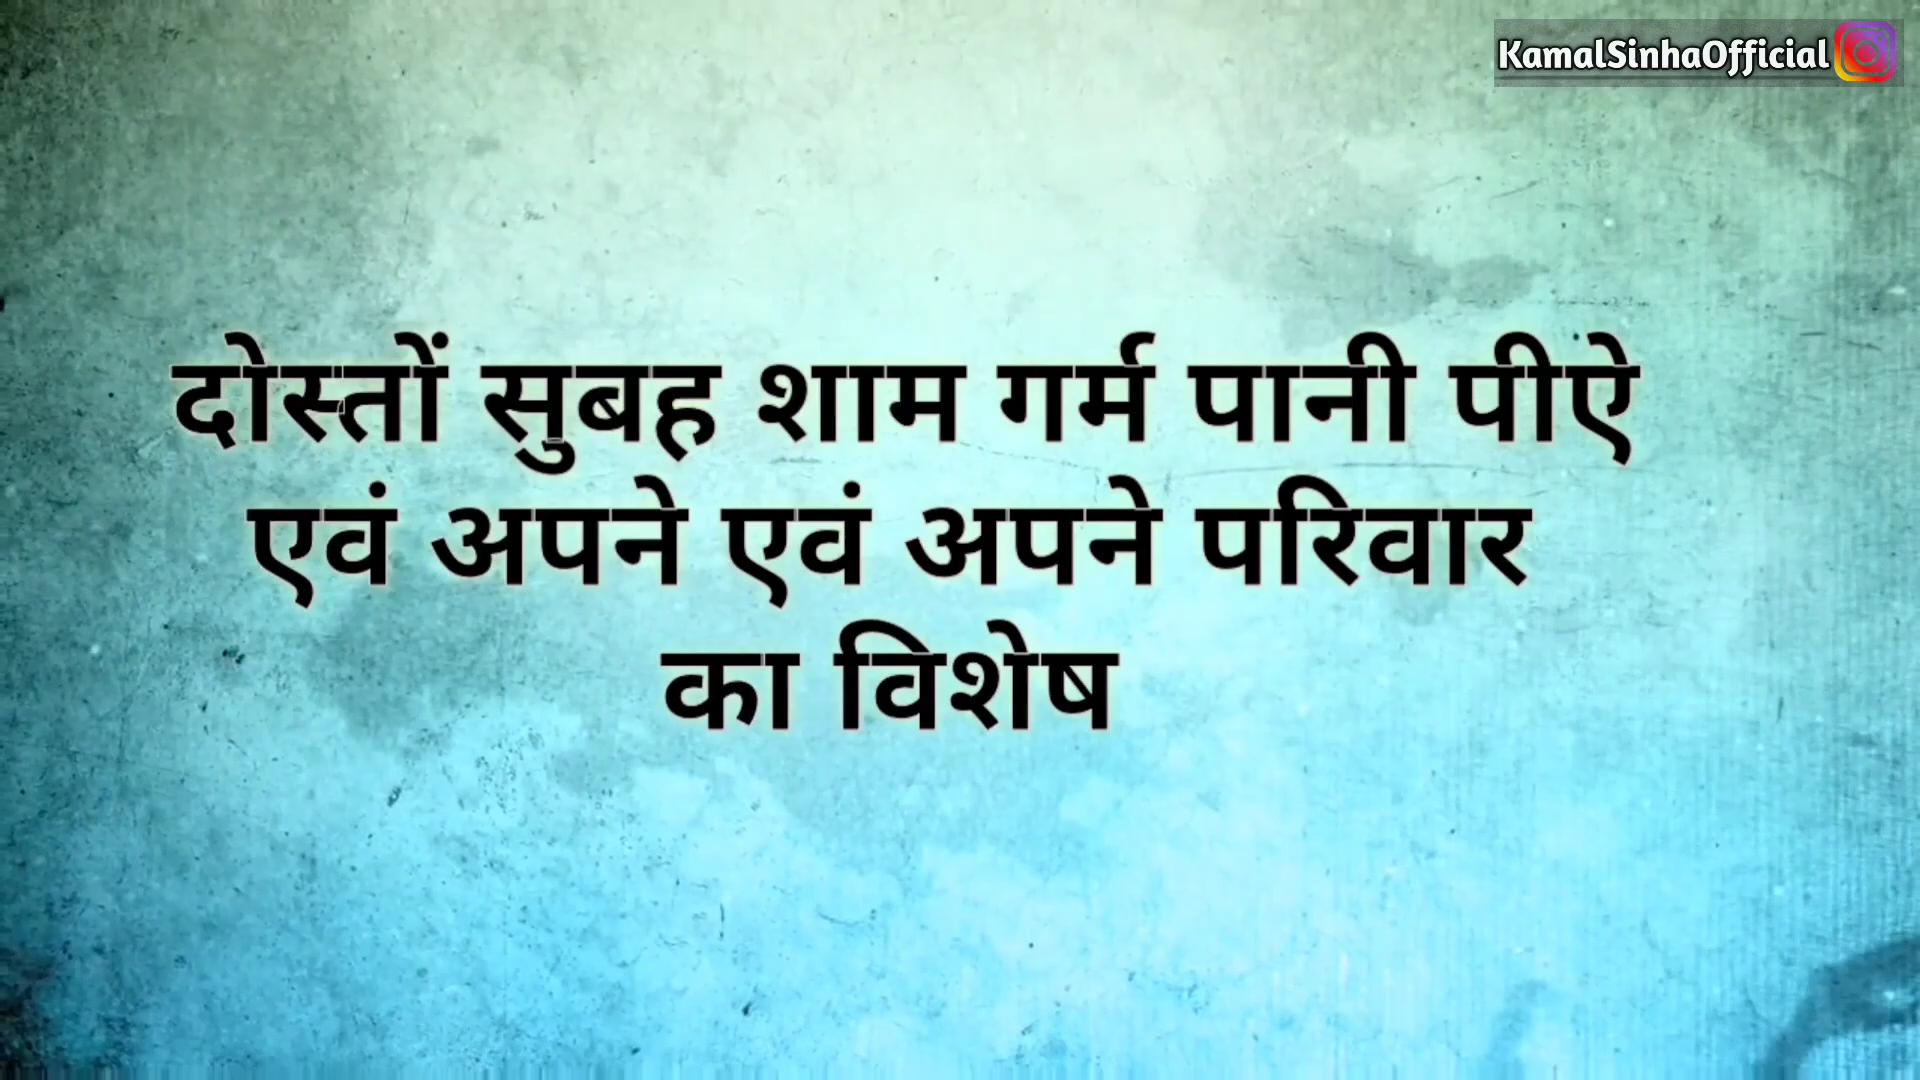 KamalSinhaOfficial
दोस्तों सुबह शाम गर्म पानी पीऐ
एवं अपने एवं अपने परिवार
का विशेष